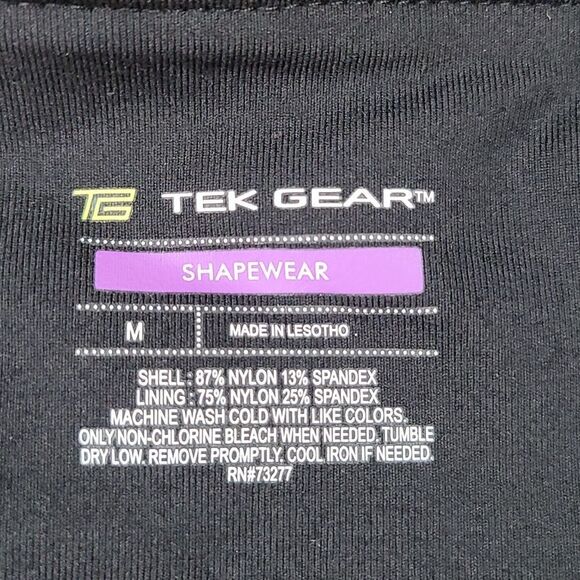 TG TEK GEAR™
SHAPEWEAR
M MADE IN LESOTHO
SHELL : 87% NYLON 13% SPANDEX
LINING : 75% NYLON 25% SPANDEX
MACHINE WASH COLD WITH LIKE COLORS.
ONLY NON-CHLORINE BLEACH WHEN NEEDED. TUMBLE
DRY LOW. REMOVE PROMPTLY. COOL IRON IF NEEDED.
RN#73277